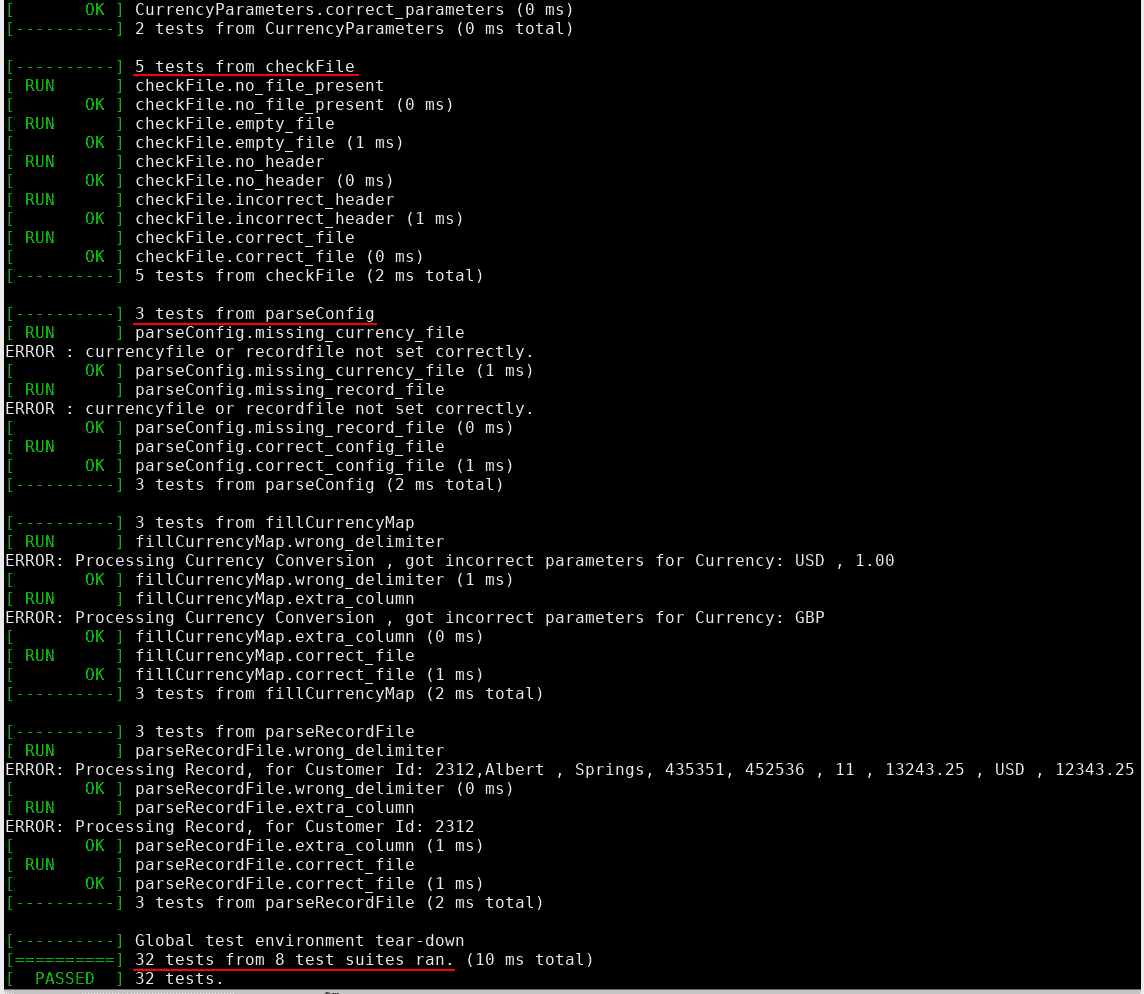 [       OK ] CurrencyParameters.correct_parameters (0 ms)
[----------] 2 tests from CurrencyParameters (0 ms total)

[----------] 5 tests from checkFile
[ RUN      ] checkFile.no_file_present
[       OK ] checkFile.no_file_present (0 ms)
[ RUN      ] checkFile.empty_file
[       OK ] checkFile.empty_file (1 ms)
[ RUN      ] checkFile.no_header
[       OK ] checkFile.no_header (0 ms)
[ RUN      ] checkFile.incorrect_header
[       OK ] checkFile.incorrect_header (1 ms)
[ RUN      ] checkFile.correct_file
[       OK ] checkFile.correct_file (0 ms)
[----------] 5 tests from checkFile (2 ms total)

[----------] 3 tests from parseConfig
[ RUN      ] parseConfig.missing_currency_file
ERROR : currencyfile or recordfile not set correctly.
[       OK ] parseConfig.missing_currency_file (1 ms)
[ RUN      ] parseConfig.missing_record_file
ERROR : currencyfile or recordfile not set correctly.
[       OK ] parseConfig.missing_record_file (0 ms)
[ RUN      ] parseConfig.correct_config_file
[       OK ] parseConfig.correct_config_file (1 ms)
[----------] 3 tests from parseConfig (2 ms total)

[----------] 3 tests from fillCurrencyMap
[ RUN      ] fillCurrencyMap.wrong_delimiter
ERROR: Processing Currency Conversion , got incorrect parameters for Currency: USD , 1.00
[       OK ] fillCurrencyMap.wrong_delimiter (1 ms)
[ RUN      ] fillCurrencyMap.extra_column
ERROR: Processing Currency Conversion , got incorrect parameters for Currency: GBP
[       OK ] fillCurrencyMap.extra_column (0 ms)
[ RUN      ] fillCurrencyMap.correct_file
[       OK ] fillCurrencyMap.correct_file (1 ms)
[----------] 3 tests from fillCurrencyMap (2 ms total)

[----------] 3 tests from parseRecordFile
[ RUN      ] parseRecordFile.wrong_delimiter
ERROR: Processing Record, for Customer Id: 2312,Albert , Springs, 435351, 452536 , 11 , 13243.25 , USD , 12343.25
[       OK ] parseRecordFile.wrong_delimiter (0 ms)
[ RUN      ] parseRecordFile.extra_column
ERROR: Processing Record, for Customer Id: 2312
[       OK ] parseRecordFile.extra_column (1 ms)
[ RUN      ] parseRecordFile.correct_file
[       OK ] parseRecordFile.correct_file (1 ms)
[----------] 3 tests from parseRecordFile (2 ms total)

[----------] Global test environment tear-down
[==========] 32 tests from 8 test suites ran. (10 ms total)
[  PASSED  ] 32 tests.